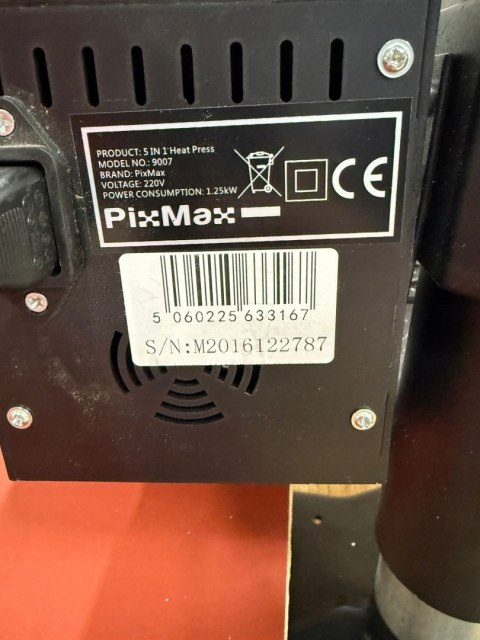 PRODUCT: 5 IN 1 Heat Press
MODEL NO.: 9007
BRAND: PixMax
VOLTAGE: 220V
POWER CONSUMPTION: 1.25kW
CE
PixMax
5 060225 633167
S/N:M2016122787